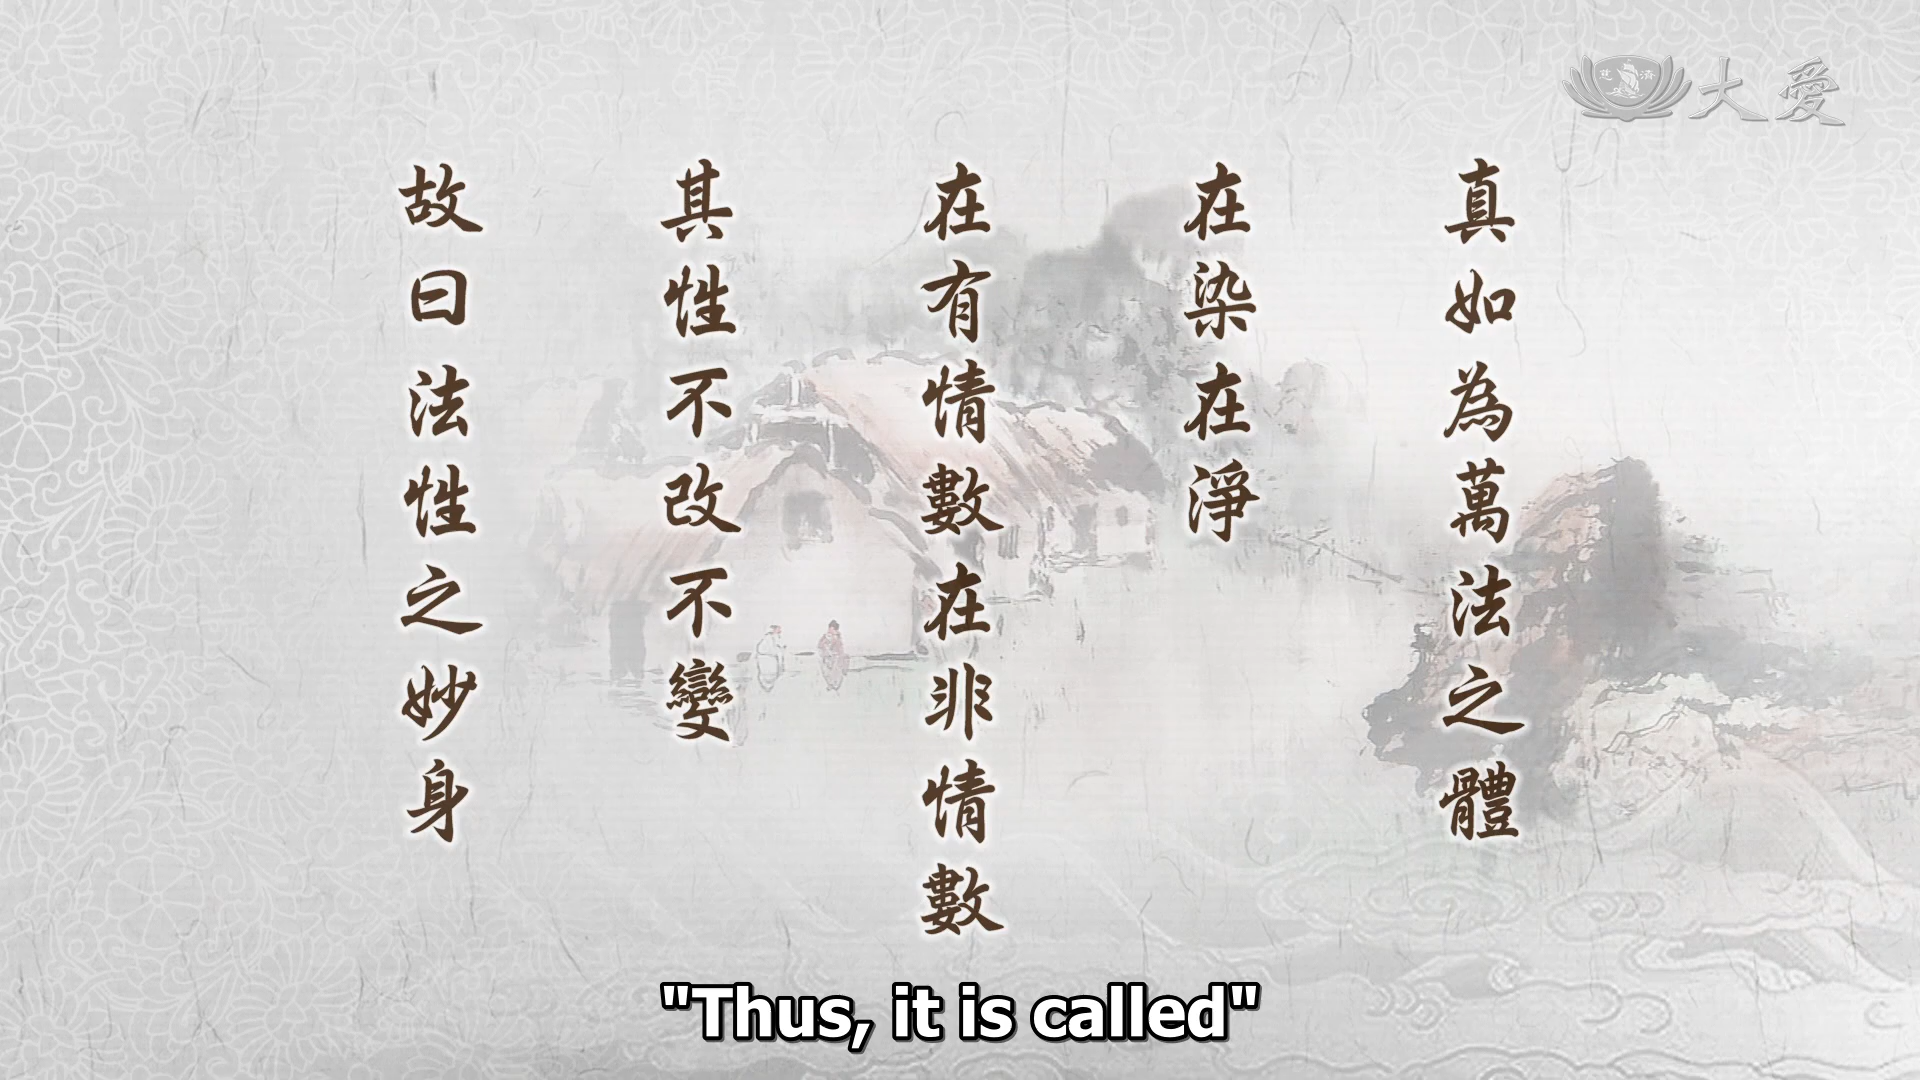 大愛
慈濟
真如為萬法之體
在染在淨
在有情數在非情數
其性不改不變
故曰法性之妙身
"Thus, it is called"